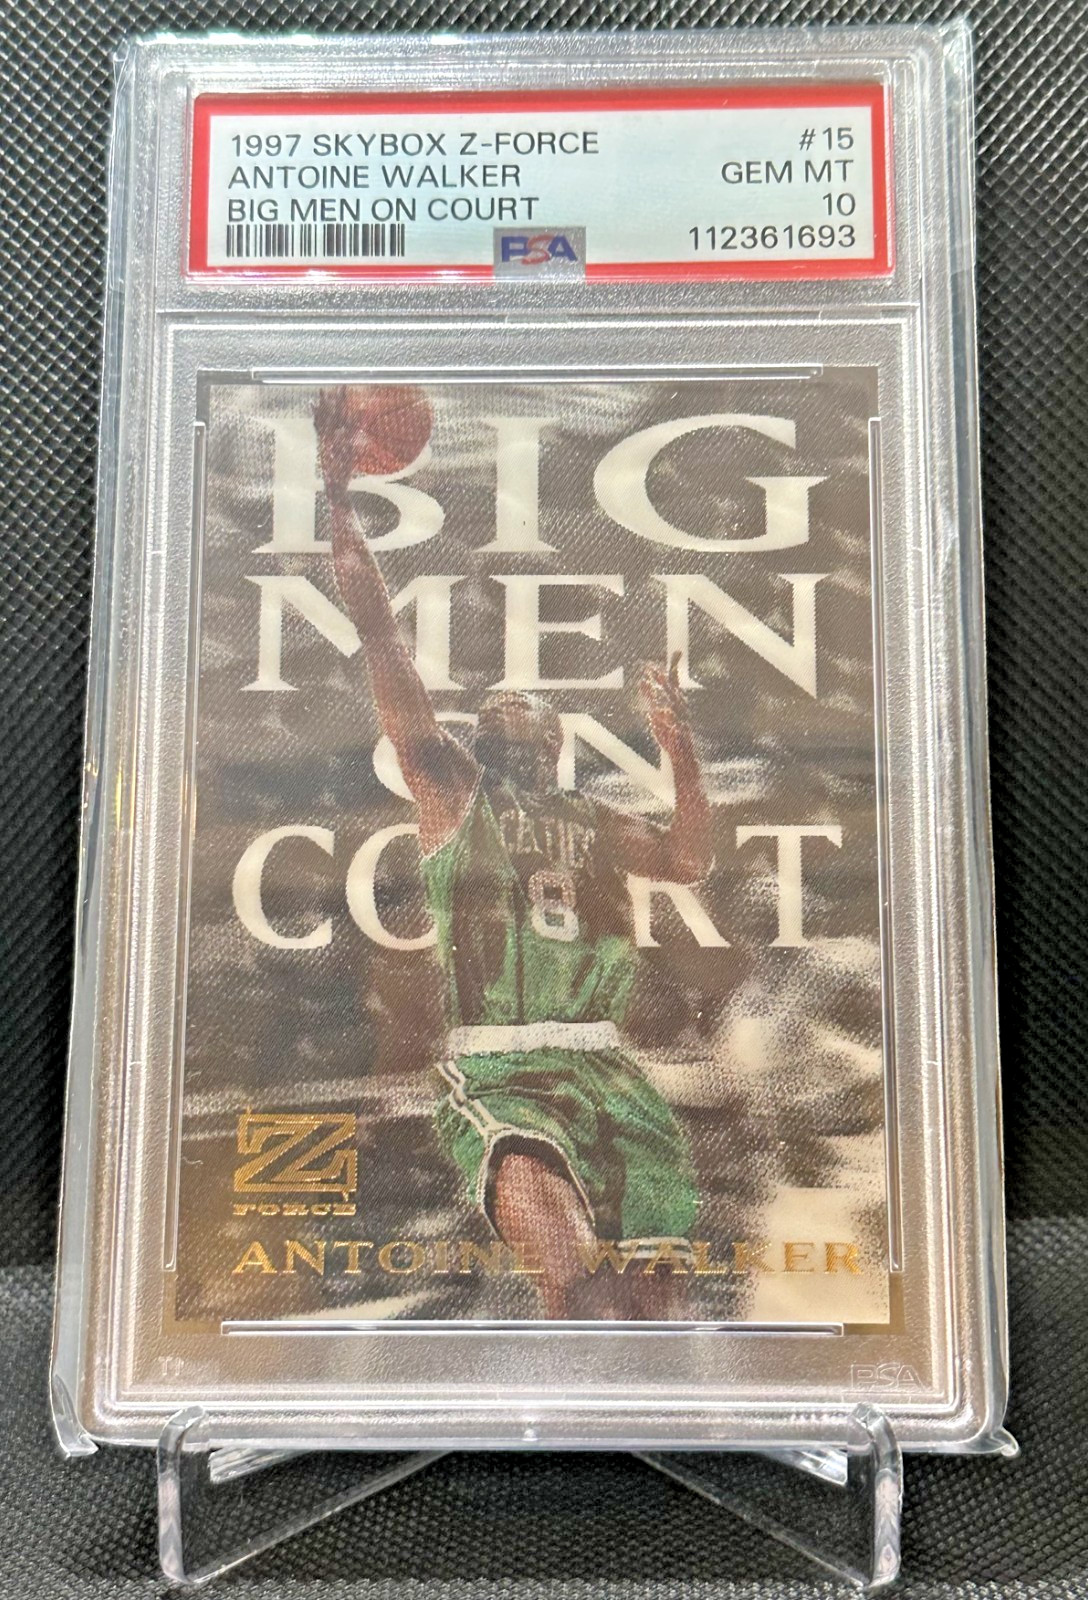 1997 SKYBOX Z-FORCE #15
ANTOINE WALKER GEM MT
BIG MEN ON COURT 10
PSA 112361693
BIG
MEN
ON
COURT
CELTICS
8
Z
FORCE
ANTOINE WALKER
PSA